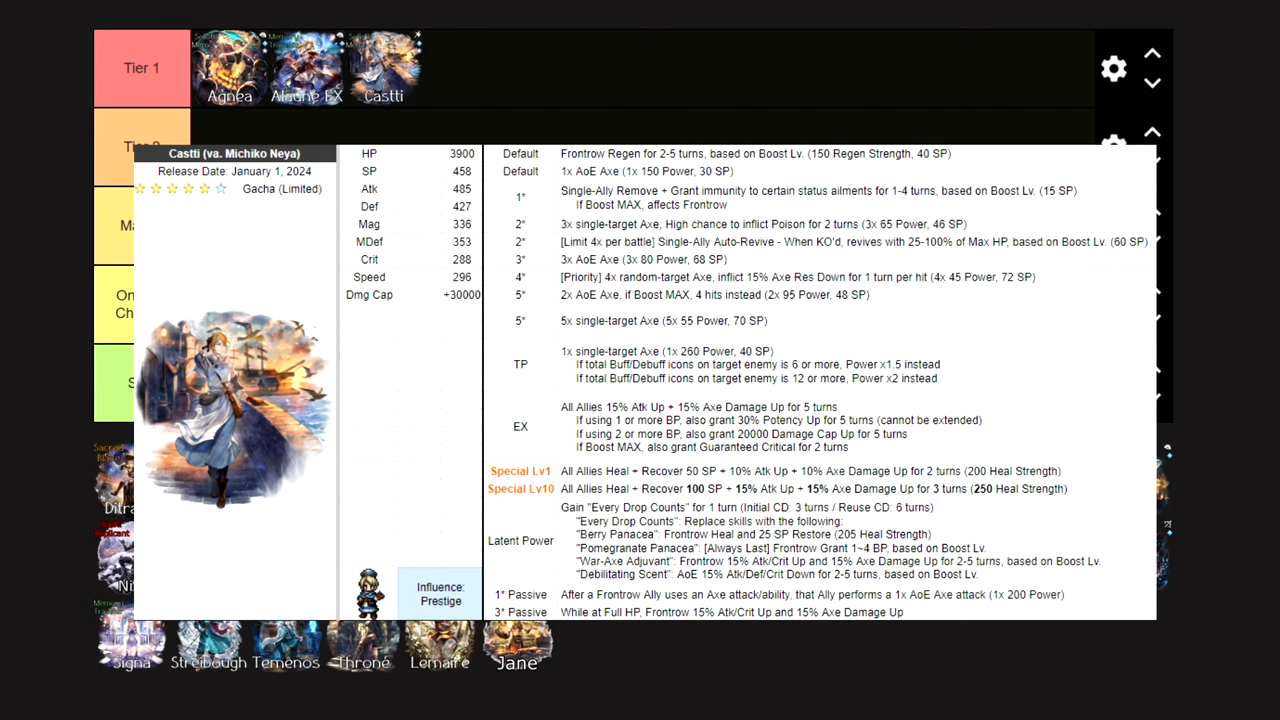 Tier 1
Agnea
Alaune EX
Castti
Castti (va. Michiko Neya)
Release Date: January 1, 2024
Gacha (Limited)
HP 3900
SP 458
Atk 485
Def 427
Mag 336
MDef 353
Crit 288
Speed 296
Dmg Cap +30000
Influence:
Prestige
Default Frontrow Regen for 2-5 turns, based on Boost Lv. (150 Regen Strength, 40 SP)
Default 1x AoE Axe (1x 150 Power, 30 SP)
1* Single-Ally Remove + Grant immunity to certain status ailments for 1-4 turns, based on Boost Lv. (15 SP)
If Boost MAX, affects Frontrow
2* 3x single-target Axe, High chance to inflict Poison for 2 turns (3x 65 Power, 46 SP)
2* [Limit 4x per battle] Single-Ally Auto-Revive - When KO'd, revives with 25-100% of Max HP, based on Boost Lv. (60 SP)
3* 3x AoE Axe (3x 80 Power, 68 SP)
4* [Priority] 4x random-target Axe, inflict 15% Axe Res Down for 1 turn per hit (4x 45 Power, 72 SP)
5* 2x AoE Axe, if Boost MAX, 4 hits instead (2x 95 Power, 48 SP)
5* 5x single-target Axe (5x 55 Power, 70 SP)
TP 1x single-target Axe (1x 260 Power, 40 SP)
If total Buff/Debuff icons on target enemy is 6 or more, Power x1.5 instead
If total Buff/Debuff icons on target enemy is 12 or more, Power x2 instead
EX All Allies 15% Atk Up + 15% Axe Damage Up for 5 turns
If using 1 or more BP, also grant 30% Potency Up for 5 turns (cannot be extended)
If using 2 or more BP, also grant 20000 Damage Cap Up for 5 turns
If Boost MAX, also grant Guaranteed Critical for 2 turns
Special Lv1 All Allies Heal + Recover 50 SP + 10% Atk Up + 10% Axe Damage Up for 2 turns (200 Heal Strength)
Special Lv10 All Allies Heal + Recover 100 SP + 15% Atk Up + 15% Axe Damage Up for 3 turns (250 Heal Strength)
Latent Power Gain "Every Drop Counts" for 1 turn (Initial CD: 3 turns / Reuse CD: 6 turns)
"Every Drop Counts": Replace skills with the following:
"Berry Panacea": Frontrow Heal and 25 SP Restore (205 Heal Strength)
"Pomegranate Panacea": [Always Last] Frontrow Grant 1~4 BP, based on Boost Lv.
"War-Axe Adjuvant": Frontrow 15% Atk/Crit Up and 15% Axe Damage Up for 2-5 turns, based on Boost Lv.
"Debilitating Scent": AoE 15% Atk/Def/Crit Down for 2-5 turns, based on Boost Lv.
1* Passive After a Frontrow Ally uses an Axe attack/ability, that Ally performs a 1x AoE Axe attack (1x 200 Power)
3* Passive While at Full HP, Frontrow 15% Atk/Crit Up and 15% Axe Damage Up
Signa
Streibough
Temenos
Throné
Lemaire
Jane